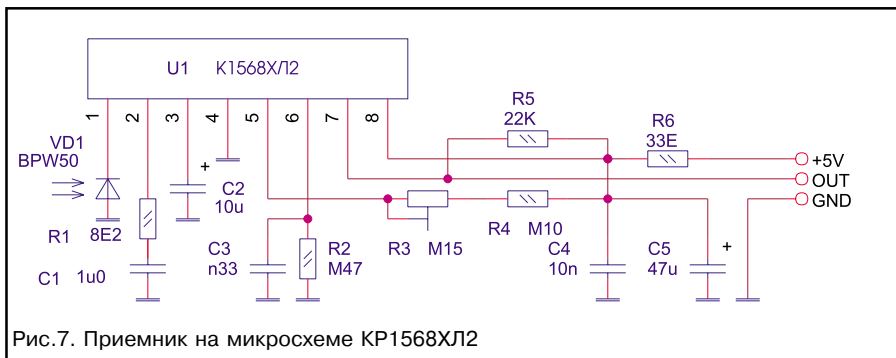 U1 К1568ХЛ2
1 2 3 4 5 6 7 8
VD1
BPW50
R5
22K
R6
33E
+5V
OUT
GND
+
C2
10u
R1 8E2
C1 1u0
C3
n33
R2
M47
R3 M15
R4 M10
C4
10n
C5
47u
+
Рис.7. Приемник на микросхеме КР1568ХЛ2